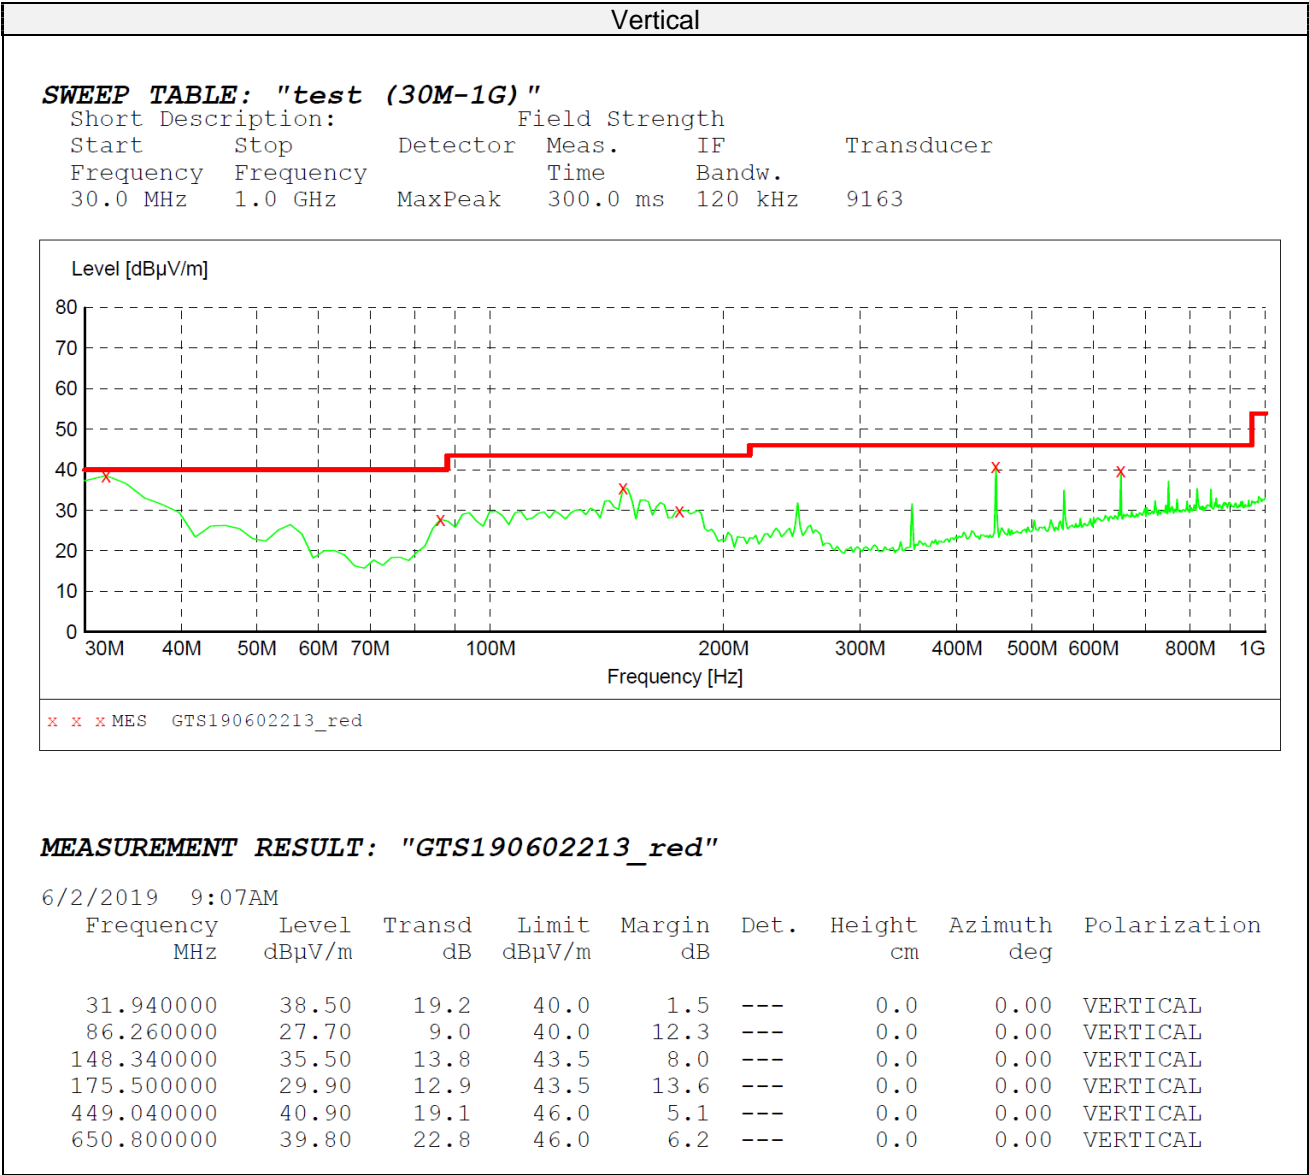 Vertical
SWEEP TABLE: "test (30M-1G)"
Short Description: Field Strength
Start Stop Detector Meas. IF Transducer
Frequency Frequency Time Bandw.
30.0 MHz 1.0 GHz MaxPeak 300.0 ms 120 kHz 9163
Level [dBµV/m]
80
70
60
50
40
30
20
10
0
30M 40M 50M 60M 70M 100M 200M 300M 400M 500M 600M 800M 1G
Frequency [Hz]
x x x MES GTS190602213_red
MEASUREMENT RESULT: "GTS190602213_red"
6/2/2019 9:07AM
Frequency Level Transd Limit Margin Det. Height Azimuth Polarization
MHz dBµV/m dB dBµV/m dB cm deg
31.940000 38.50 19.2 40.0 1.5 --- 0.0 0.00 VERTICAL
86.260000 27.70 9.0 40.0 12.3 --- 0.0 0.00 VERTICAL
148.340000 35.50 13.8 43.5 8.0 --- 0.0 0.00 VERTICAL
175.500000 29.90 12.9 43.5 13.6 --- 0.0 0.00 VERTICAL
449.040000 40.90 19.1 46.0 5.1 --- 0.0 0.00 VERTICAL
650.800000 39.80 22.8 46.0 6.2 --- 0.0 0.00 VERTICAL